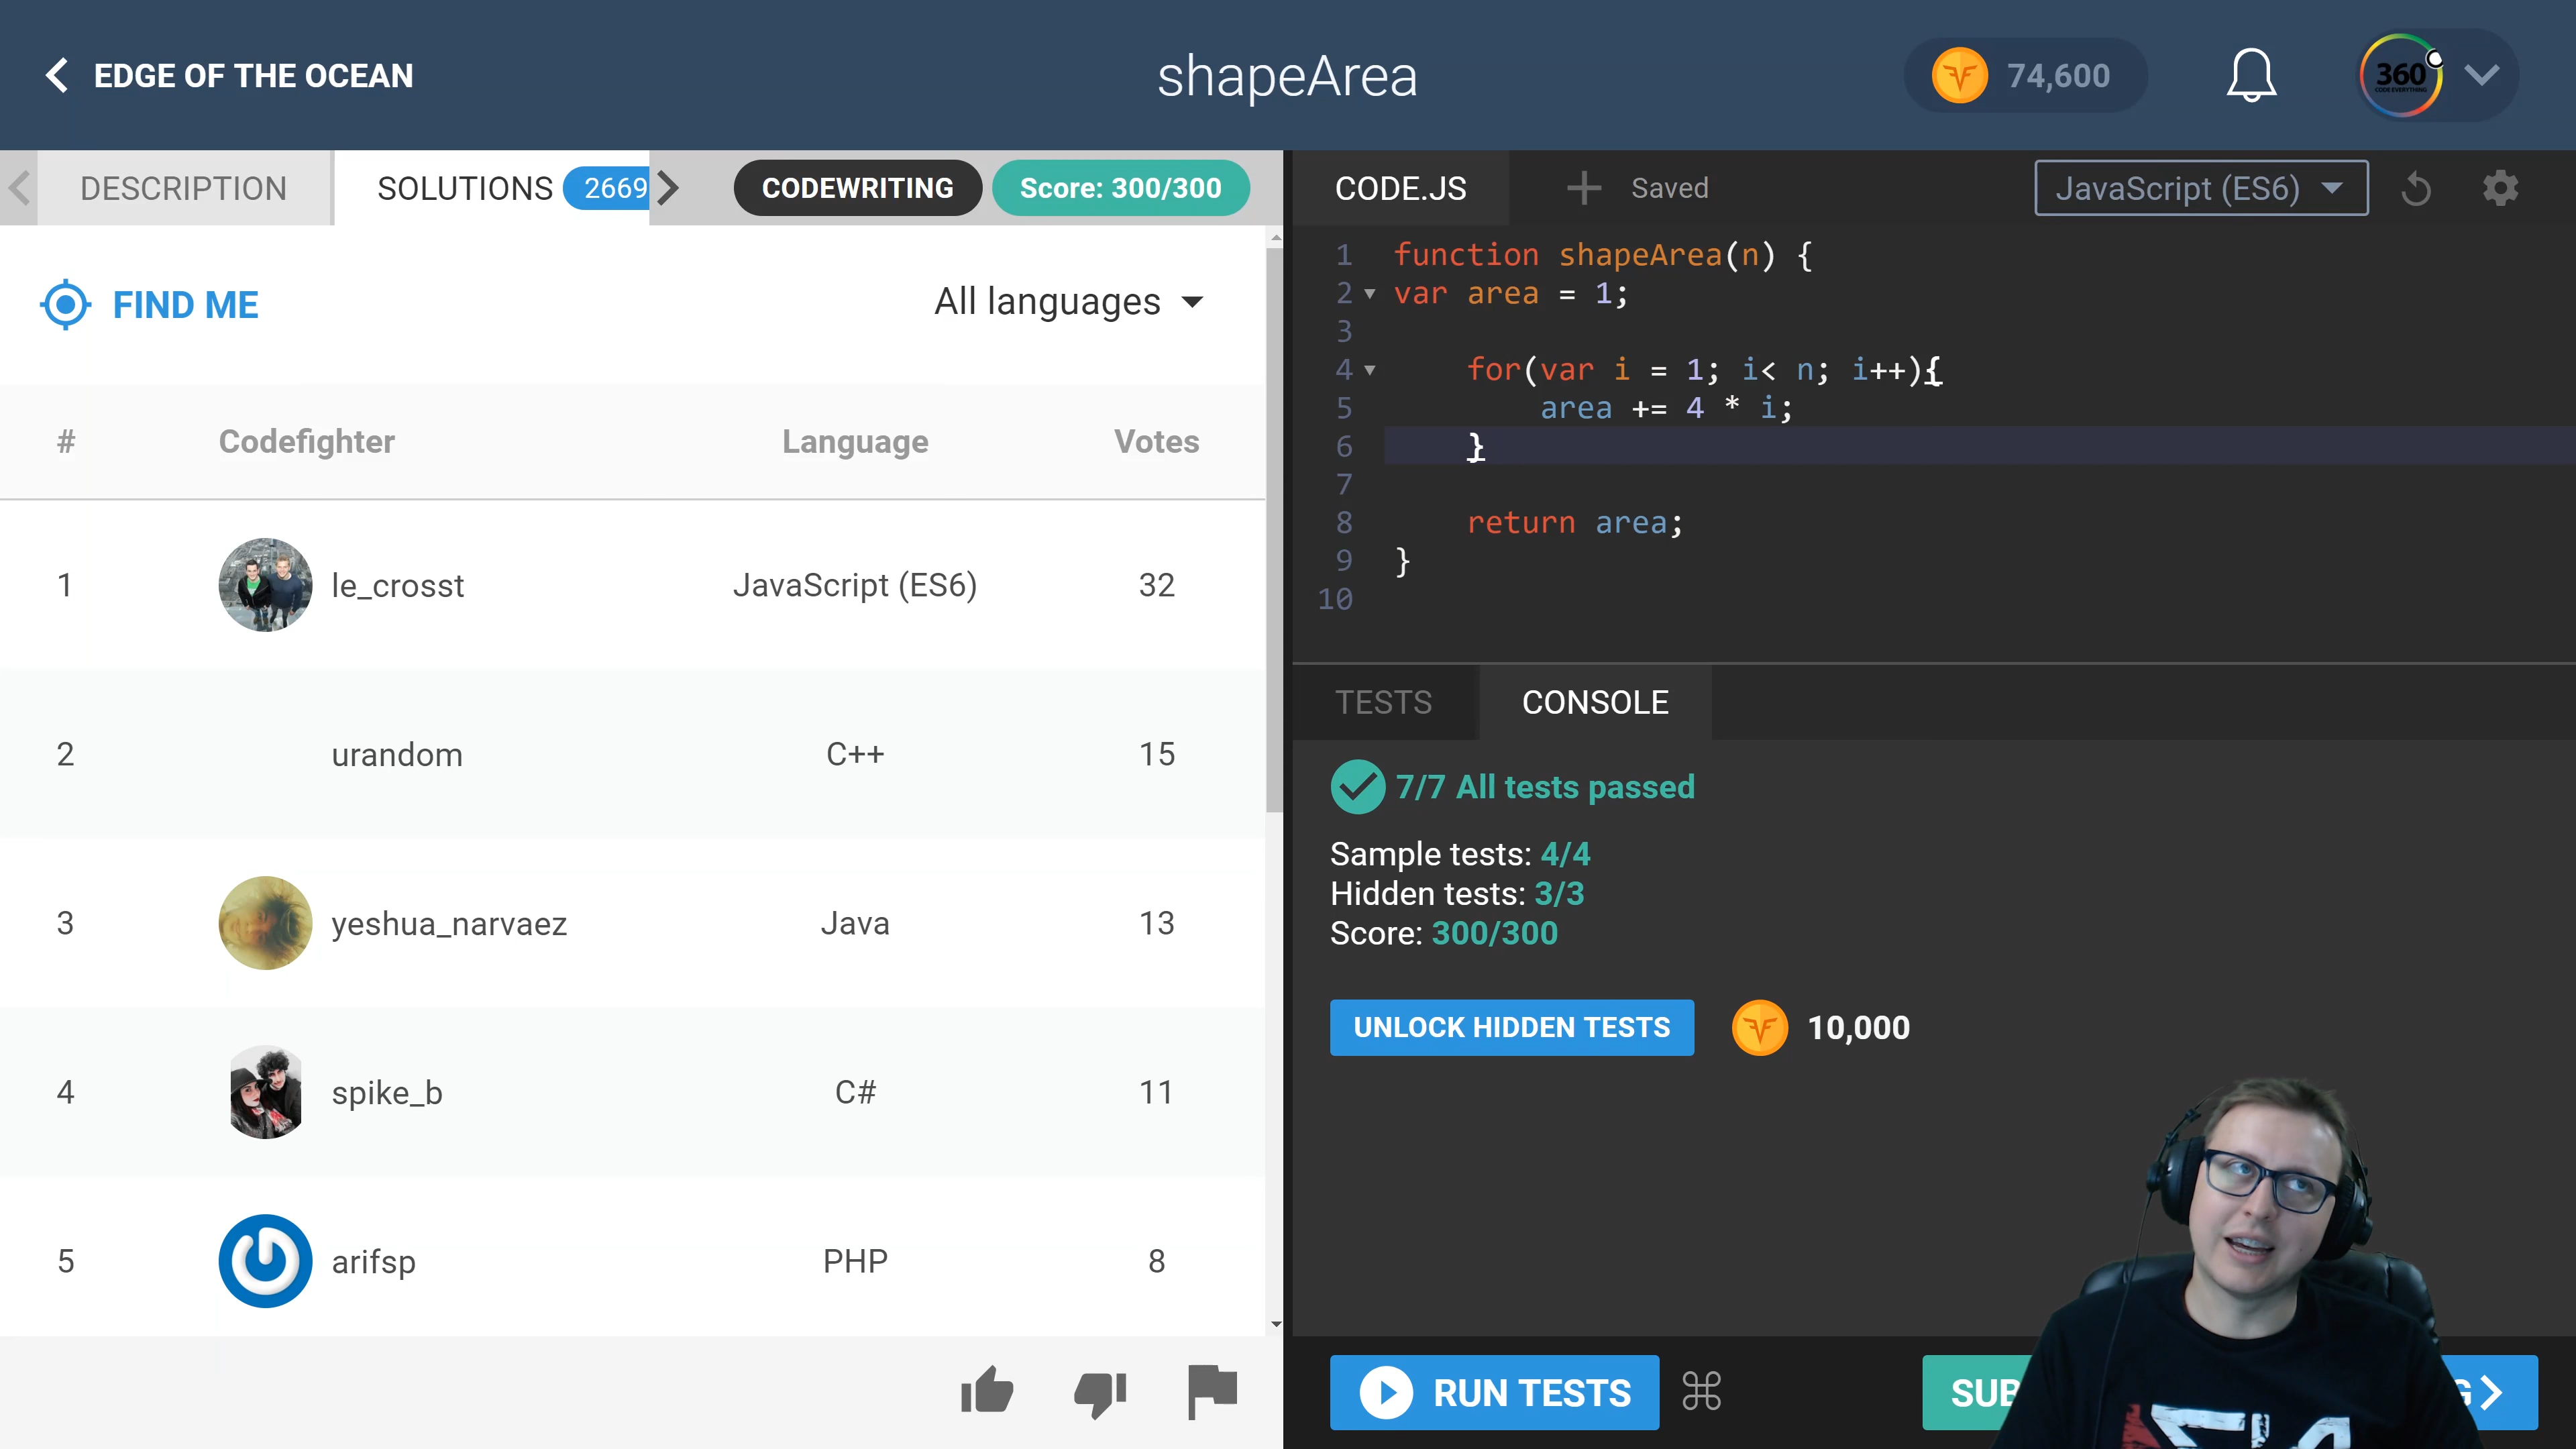 EDGE OF THE OCEAN
shapeArea
74,600
360
CODE EVERYTHING
DESCRIPTION
SOLUTIONS 2669
CODEWRITING
Score: 300/300
FIND ME
All languages
# Codefighter Language Votes
1 le_crosst JavaScript (ES6) 32
2 urandom C++ 15
3 yeshua_narvaez Java 13
4 spike_b C# 11
5 arifsp PHP 8
CODE.JS
Saved
JavaScript (ES6)
1 function shapeArea(n) {
2 var area = 1;
3
4 for(var i = 1; i< n; i++){
5 area += 4 * i;
6 }
7
8 return area;
9 }
10
TESTS
CONSOLE
7/7 All tests passed
Sample tests: 4/4
Hidden tests: 3/3
Score: 300/300
UNLOCK HIDDEN TESTS
10,000
RUN TESTS
SUB